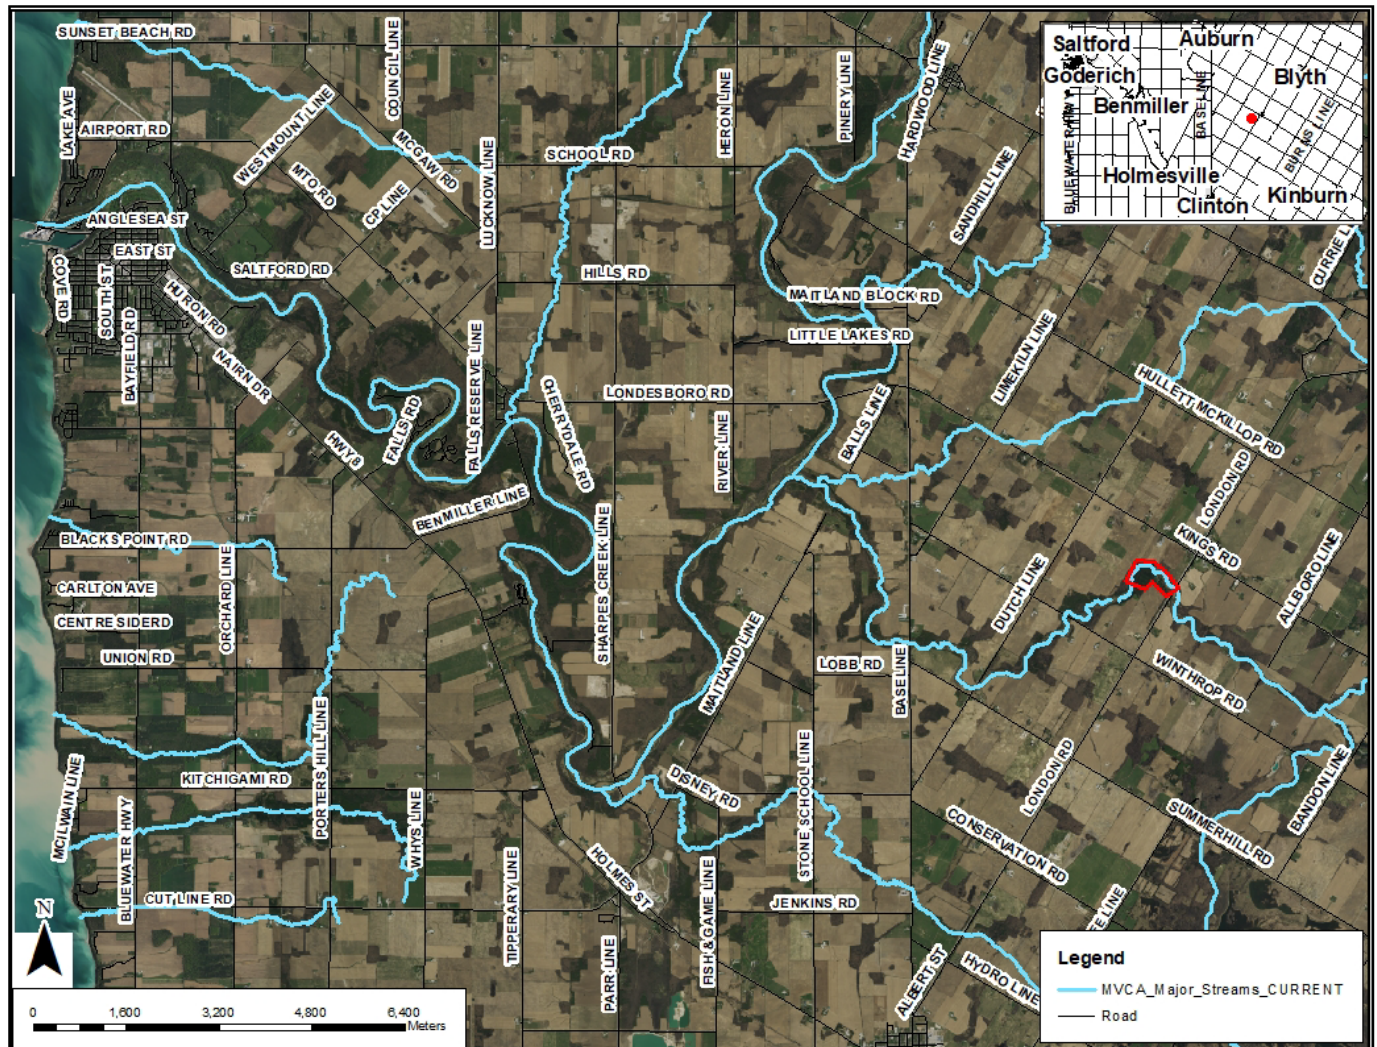 SUNSET BEACH RD
COUNCIL LINE
LAKE AVE
AIRPORT RD
WESTMOUNT LINE
MCGAW RD
MTO RD
CP LINE
LUCKNOW LINE
SCHOOL RD
HERON LINE
PINERY LINE
HARDWOOD LINE
SANDHILL LINE
Saltford
Auburn
Goderich
Blyth
Benmiller
BASELINE
BURNS LINE
Holmesville
Clinton
Kinburn
CURRIE L
ANGLESEA ST
EAST ST
SALTFORD RD
COVE RD
SOUTH ST
BAYFIELD RD
HURON RD
NAIRN DR
HILLS RD
MAITLAND BLOCK RD
LITTLE LAKES RD
FALLS RESERVE LINE
LONDESBORO RD
LIMEKILN LINE
HULLETT MCKILLOP RD
CHERRYDALE RD
FALLS RD
HWY 8
RIVER LINE
BALLS LINE
LONDON RD
KINGS RD
BENMILLER LINE
BLACKS POINT RD
ORCHARD LINE
SHARPES CREEK LINE
CARLTON AVE
CENTRESIDE RD
UNION RD
DUTCH LINE
ALLBORO LINE
MAITLAND LINE
LOBB RD
BASELINE
WINTHROP RD
PORTERS HILL LINE
KITCHIGAMI RD
MCILWAIN LINE
BLUEWATER HWY
WHYS LINE
DISNEY RD
STONE SCHOOL LINE
LONDON RD
BANDON LINE
SUMMERHILL RD
CONSERVATION RD
CUT LINE RD
TIPPERARY LINE
HOLMES ST
FISH & GAME LINE
JENKINS RD
PARR LINE
ALBERT ST
HYDRO LINE
FE LINE
N
0 1,600 3,200 4,800 6,400
Meters
Legend
MVCA_Major_Streams_CURRENT
Road